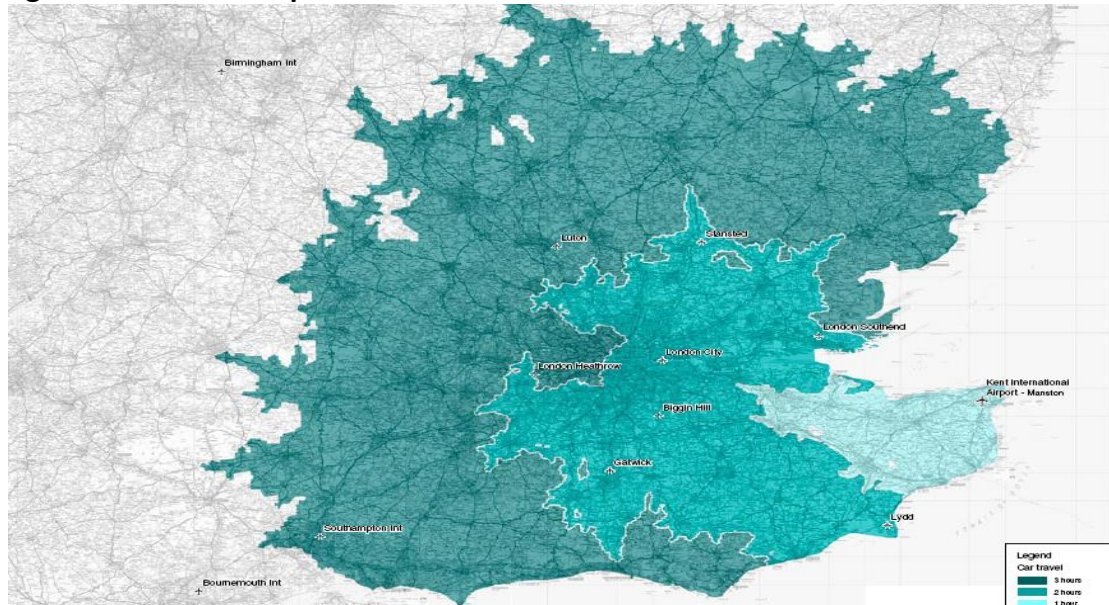 Birmingham Int
Luton
Stansted
London Southend
London City
London Heathrow
Kent International
Airport - Manston
Biggin Hill
Gatwick
Lydd
Southampton Int
Bournemouth Int
Legend
Car travel
3 hours
2 hours
1 hour